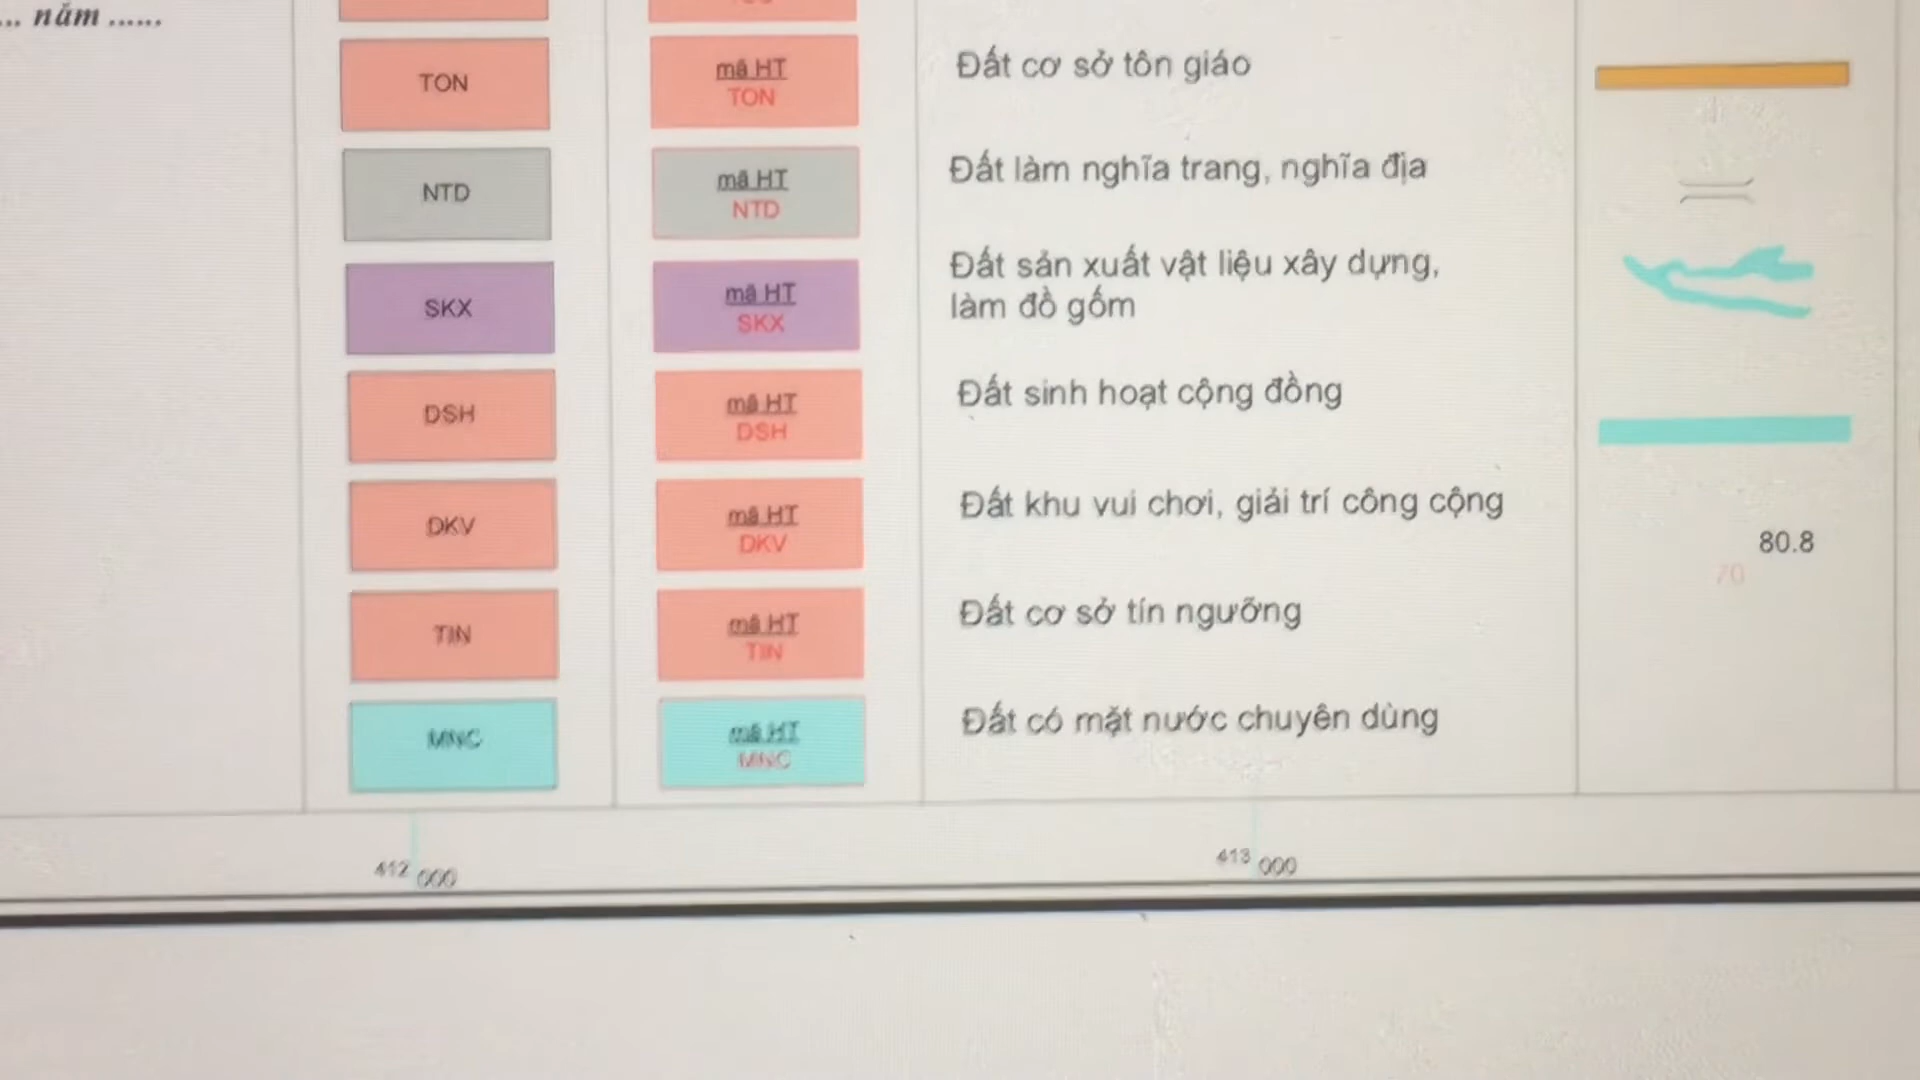 ... năm ......
TON
mã HT
TON
Đất cơ sở tôn giáo
NTD
mã HT
NTD
Đất làm nghĩa trang, nghĩa địa
SKX
mã HT
SKX
Đất sản xuất vật liệu xây dựng,
làm đồ gốm
DSH
mã HT
DSH
Đất sinh hoạt cộng đồng
DKV
mã HT
DKV
Đất khu vui chơi, giải trí công cộng
80.8
70
TIN
mã HT
TIN
Đất cơ sở tín ngưỡng
MNC
mã HT
MNC
Đất có mặt nước chuyên dùng
412 000
413 000